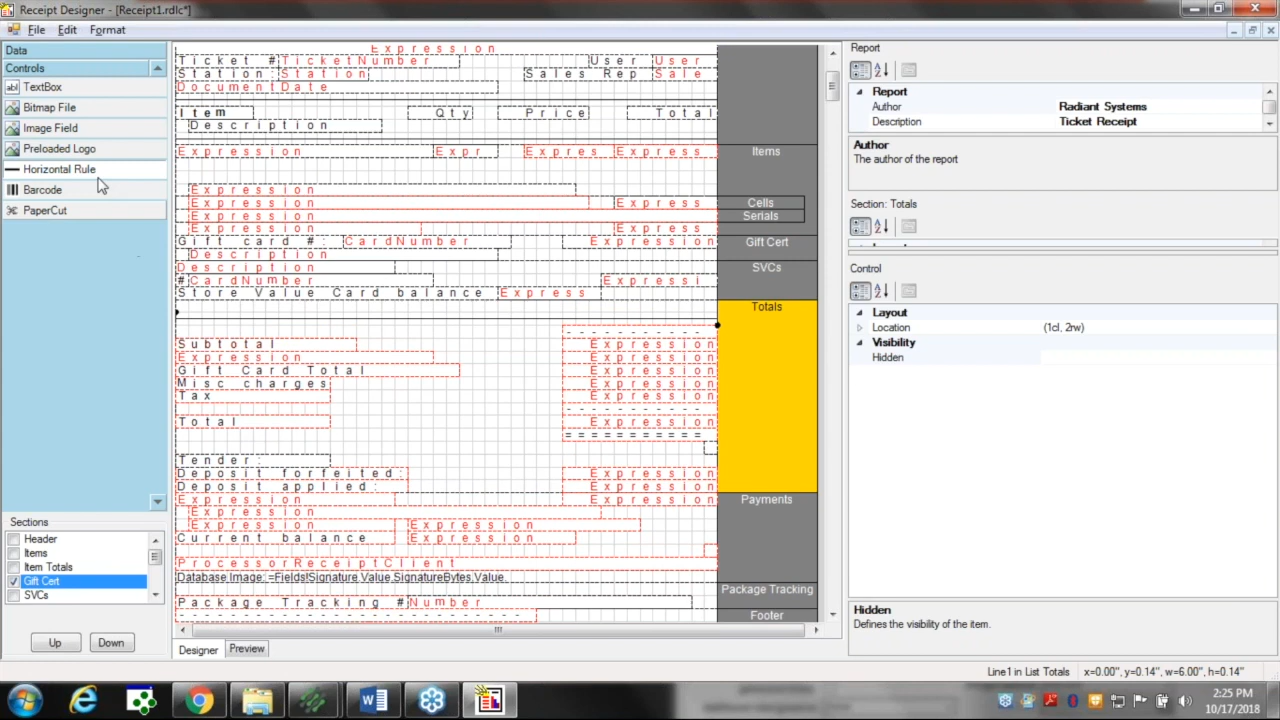 Receipt Designer - [Receipt1.rdlc*]
File Edit Format
Data
Controls
TextBox
Bitmap File
Image Field
Preloaded Logo
Horizontal Rule
Barcode
PaperCut
Sections
Header
Items
Item Totals
Gift Cert
SVCs
Up Down
Expression
Ticket # TicketNumber User User
Station: Station Sales Rep Sale
DocumentDate
Item Qty Price Total
Description
Expression Expr Expres Express Items
Expression
Expression Express Cells
Expression Serials
Expression Express
Gift card #: CardNumber Expression Gift Cert
Description
Description SVCs
# CardNumber Expressi
Store Value Card balance Express
Totals
- - - - - - - - - - -
Subtotal Expression
Expression Expression
Gift Card Total Expression
Misc charges Expression
Tax Expression
- - - - - - - - - - -
Total Expression
= = = = = = = = = = =
Tender:
Deposit forfeited: Expression
Deposit applied: Expression
Expression Expression Payments
Expression
Expression Expression
Current balance Expression
ProcessorReceiptClient
Database Image: =Fields!Signature.Value.SignatureBytes.Value
Package Tracking
Package Tracking # Number
- - - - - - - - - - - - - - - - - - - - - - - - - - - Footer
Designer Preview
Report
Report
Author Radiant Systems
Description Ticket Receipt
Author
The author of the report
Section: Totals
Control
Layout
Location (1cl, 2rw)
Visibility
Hidden
Hidden
Defines the visibility of the item.
Line1 in List Totals x=0.00", y=0.14", w=6.00", h=0.14"
2:25 PM
10/17/2018